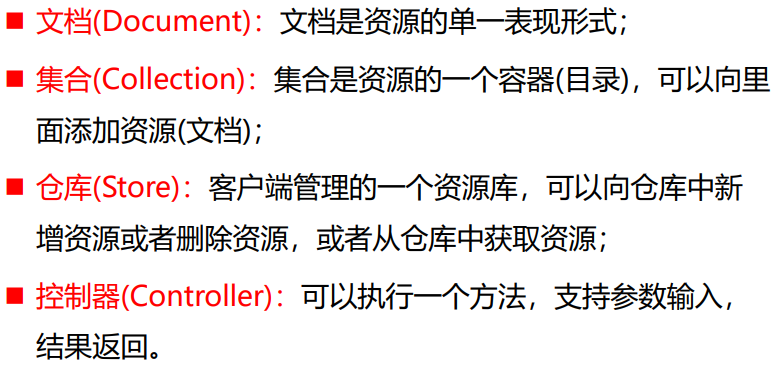 ■ 文档(Document)：文档是资源的单一表现形式；
■ 集合(Collection)：集合是资源的一个容器(目录)，可以向里
面添加资源(文档)；
■ 仓库(Store)：客户端管理的一个资源库，可以向仓库中新
增资源或者删除资源，或者从仓库中获取资源；
■ 控制器(Controller)：可以执行一个方法，支持参数输入，
结果返回。